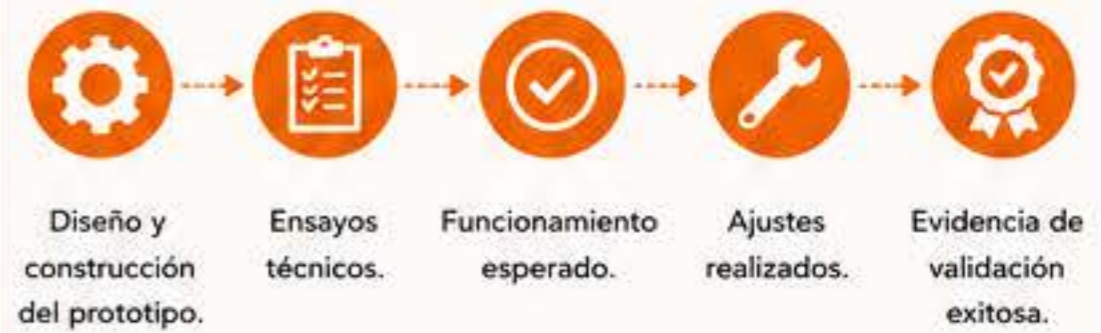 Diseño y
construcción
del prototipo.
Ensayos
técnicos.
Funcionamiento
esperado.
Ajustes
realizados.
Evidencia de
validación
exitosa.